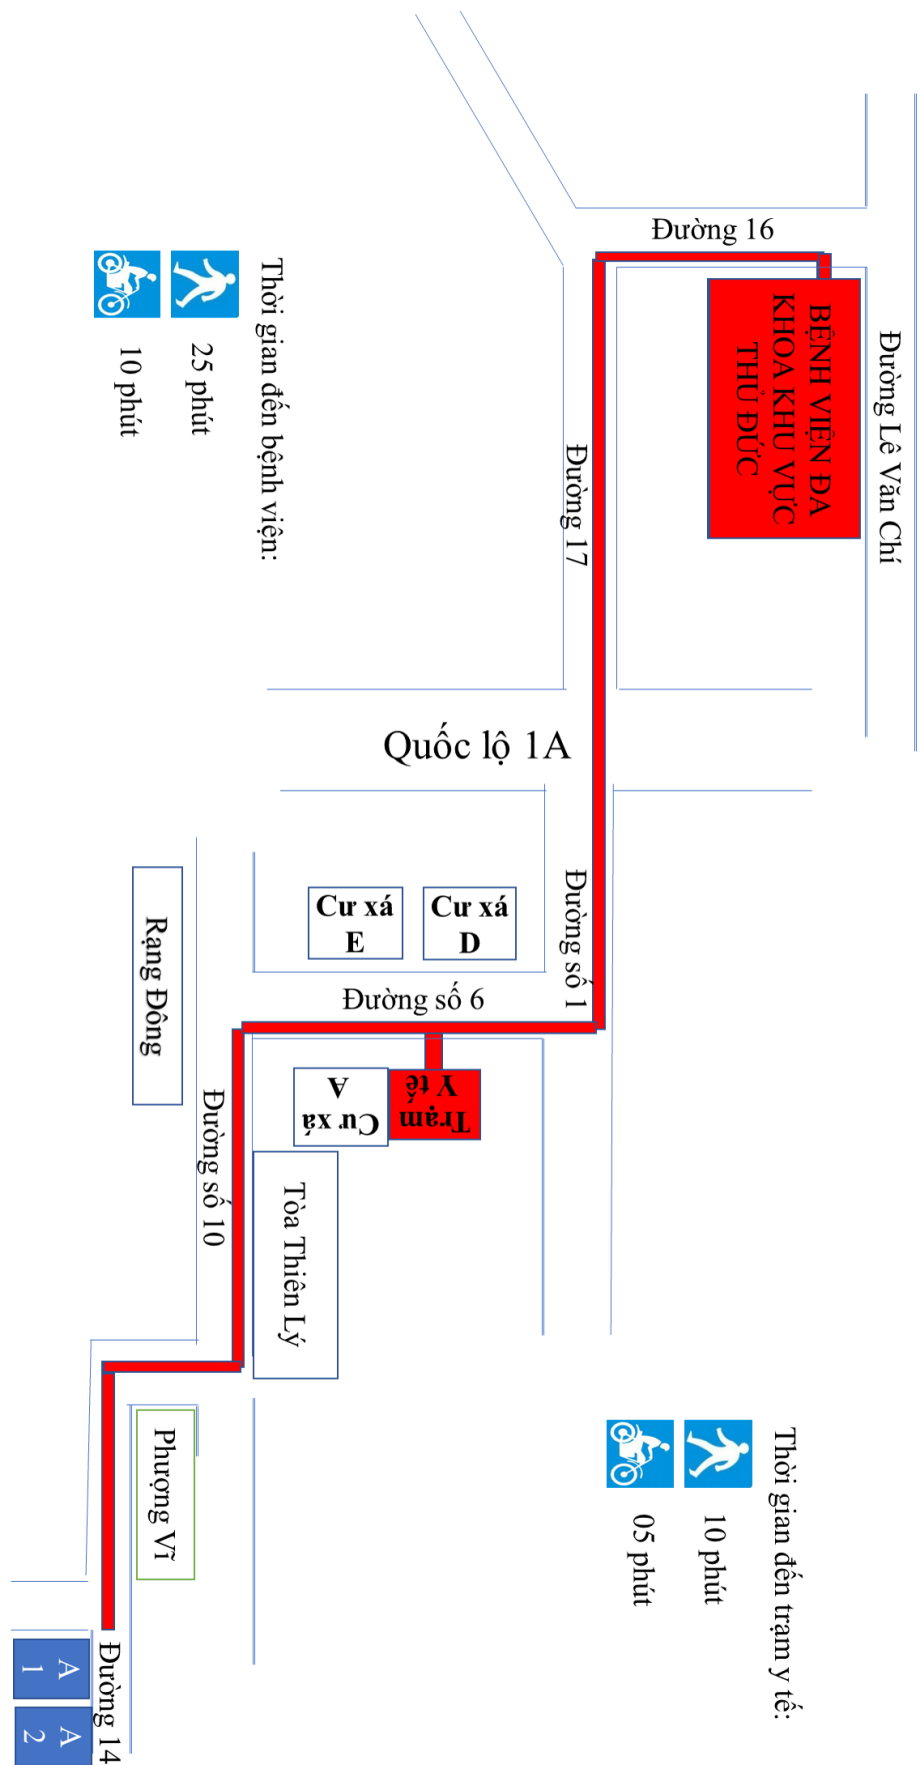 Đường Lê Văn Chí
BỆNH VIỆN ĐA
KHOA KHU VỰC
THỦ ĐỨC
Đường 16
Đường 17
Thời gian đến bệnh viện:
25 phút
10 phút
Quốc lộ 1A
Đường số 1
Cư xá
E
Cư xá
D
Đường số 6
Rạng Đông
Trạm
Y tế
Cư xá
A
Đường số 10
Tòa Thiên Lý
Thời gian đến trạm y tế:
10 phút
05 phút
Phượng Vĩ
Đường 14
A
1
A
2